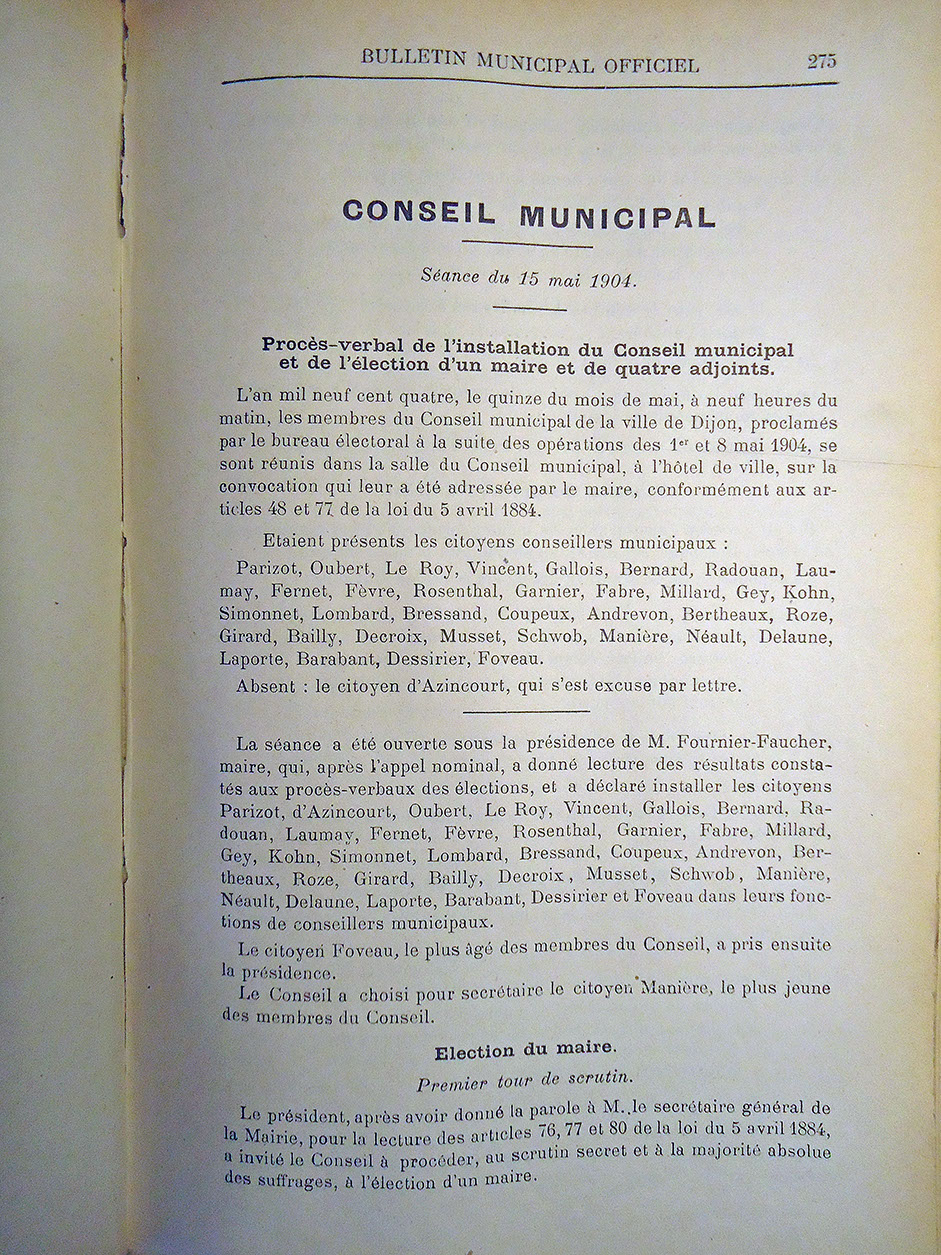 BULLETIN MUNICIPAL OFFICIEL 275
CONSEIL MUNICIPAL
Séance du 15 mai 1904.
Procès-verbal de l'installation du Conseil municipal
et de l'élection d'un maire et de quatre adjoints.
L'an mil neuf cent quatre, le quinze du mois de mai, à neuf heures du
matin, les membres du Conseil municipal de la ville de Dijon, proclamés
par le bureau électoral à la suite des opérations des 1er et 8 mai 1904, se
sont réunis dans la salle du Conseil municipal, à l'hôtel de ville, sur la
convocation qui leur a été adressée par le maire, conformément aux ar-
ticles 48 et 77 de la loi du 5 avril 1884.
Etaient présents les citoyens conseillers municipaux :
Parizot, Oubert, Le Roy, Vincent, Gallois, Bernard, Radouan, Lau-
may, Fernet, Fèvre, Rosenthal, Garnier, Fabre, Millard, Gey, Kohn,
Simonnet, Lombard, Bressand, Coupeux, Andrevon, Bertheaux, Roze,
Girard, Bailly, Decroix, Musset, Schwob, Manière, Néault, Delaune,
Laporte, Barabant, Dessirier, Foveau.
Absent : le citoyen d'Azincourt, qui s'est excuse par lettre.
La séance a été ouverte sous la présidence de M. Fournier-Faucher,
maire, qui, après l'appel nominal, a donné lecture des résultats consta-
tés aux procès-verbaux des élections, et a déclaré installer les citoyens
Parizot, d'Azincourt, Oubert, Le Roy, Vincent, Gallois, Bernard, Ra-
douan, Laumay, Fernet, Fèvre, Rosenthal, Garnier, Fabre, Millard,
Gey, Kohn, Simonnet, Lombard, Bressand, Coupeux, Andrevon, Ber-
theaux, Roze, Girard, Bailly, Decroix, Musset, Schwob, Manière,
Néault, Delaune, Laporte, Barabant, Dessirier et Foveau dans leurs fonc-
tions de conseillers municipaux.
Le citoyen Foveau, le plus âgé des membres du Conseil, a pris ensuite
la présidence.
Le Conseil a choisi pour secrétaire le citoyen Manière, le plus jeune
des membres du Conseil.
Election du maire.
Premier tour de scrutin.
Le président, après avoir donné la parole à M. le secrétaire général de
la Mairie, pour la lecture des articles 76, 77 et 80 de la loi du 5 avril 1884,
a invité le Conseil à procéder, au scrutin secret et à la majorité absolue
des suffrages, à l'élection d'un maire.